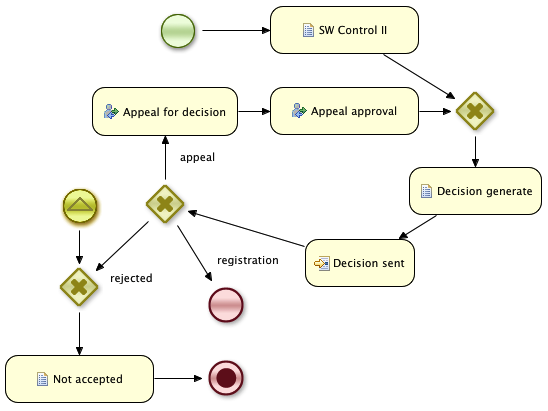 SW Control II
Appeal for decision
Appeal approval
appeal
Decision generate
registration
Decision sent
rejected
Not accepted